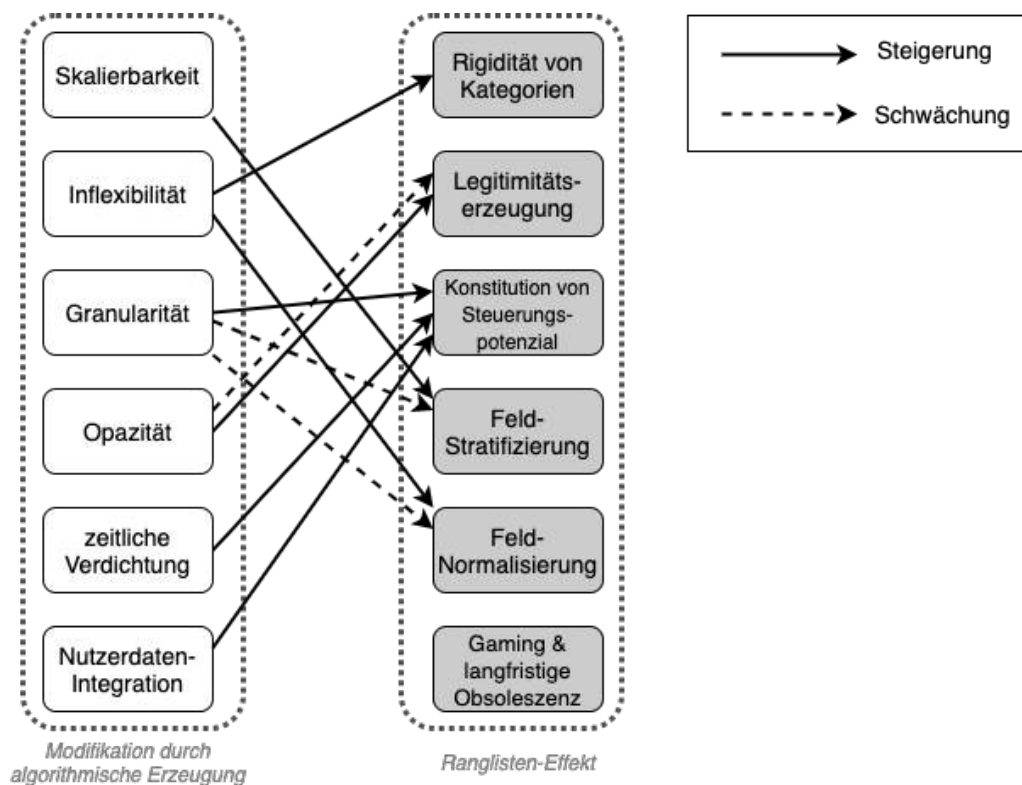 Skalierbarkeit
Inflexibilität
Granularität
Opazität
zeitliche
Verdichtung
Nutzerdaten-
Integration
Modifikation durch
algorithmische Erzeugung
Rigidität von
Kategorien
Legitimitäts-
erzeugung
Konstitution von
Steuerungs-
potenzial
Feld-
Stratifizierung
Feld-
Normalisierung
Gaming &
langfristige
Obsoleszenz
Ranglisten-Effekt
Steigerung
Schwächung